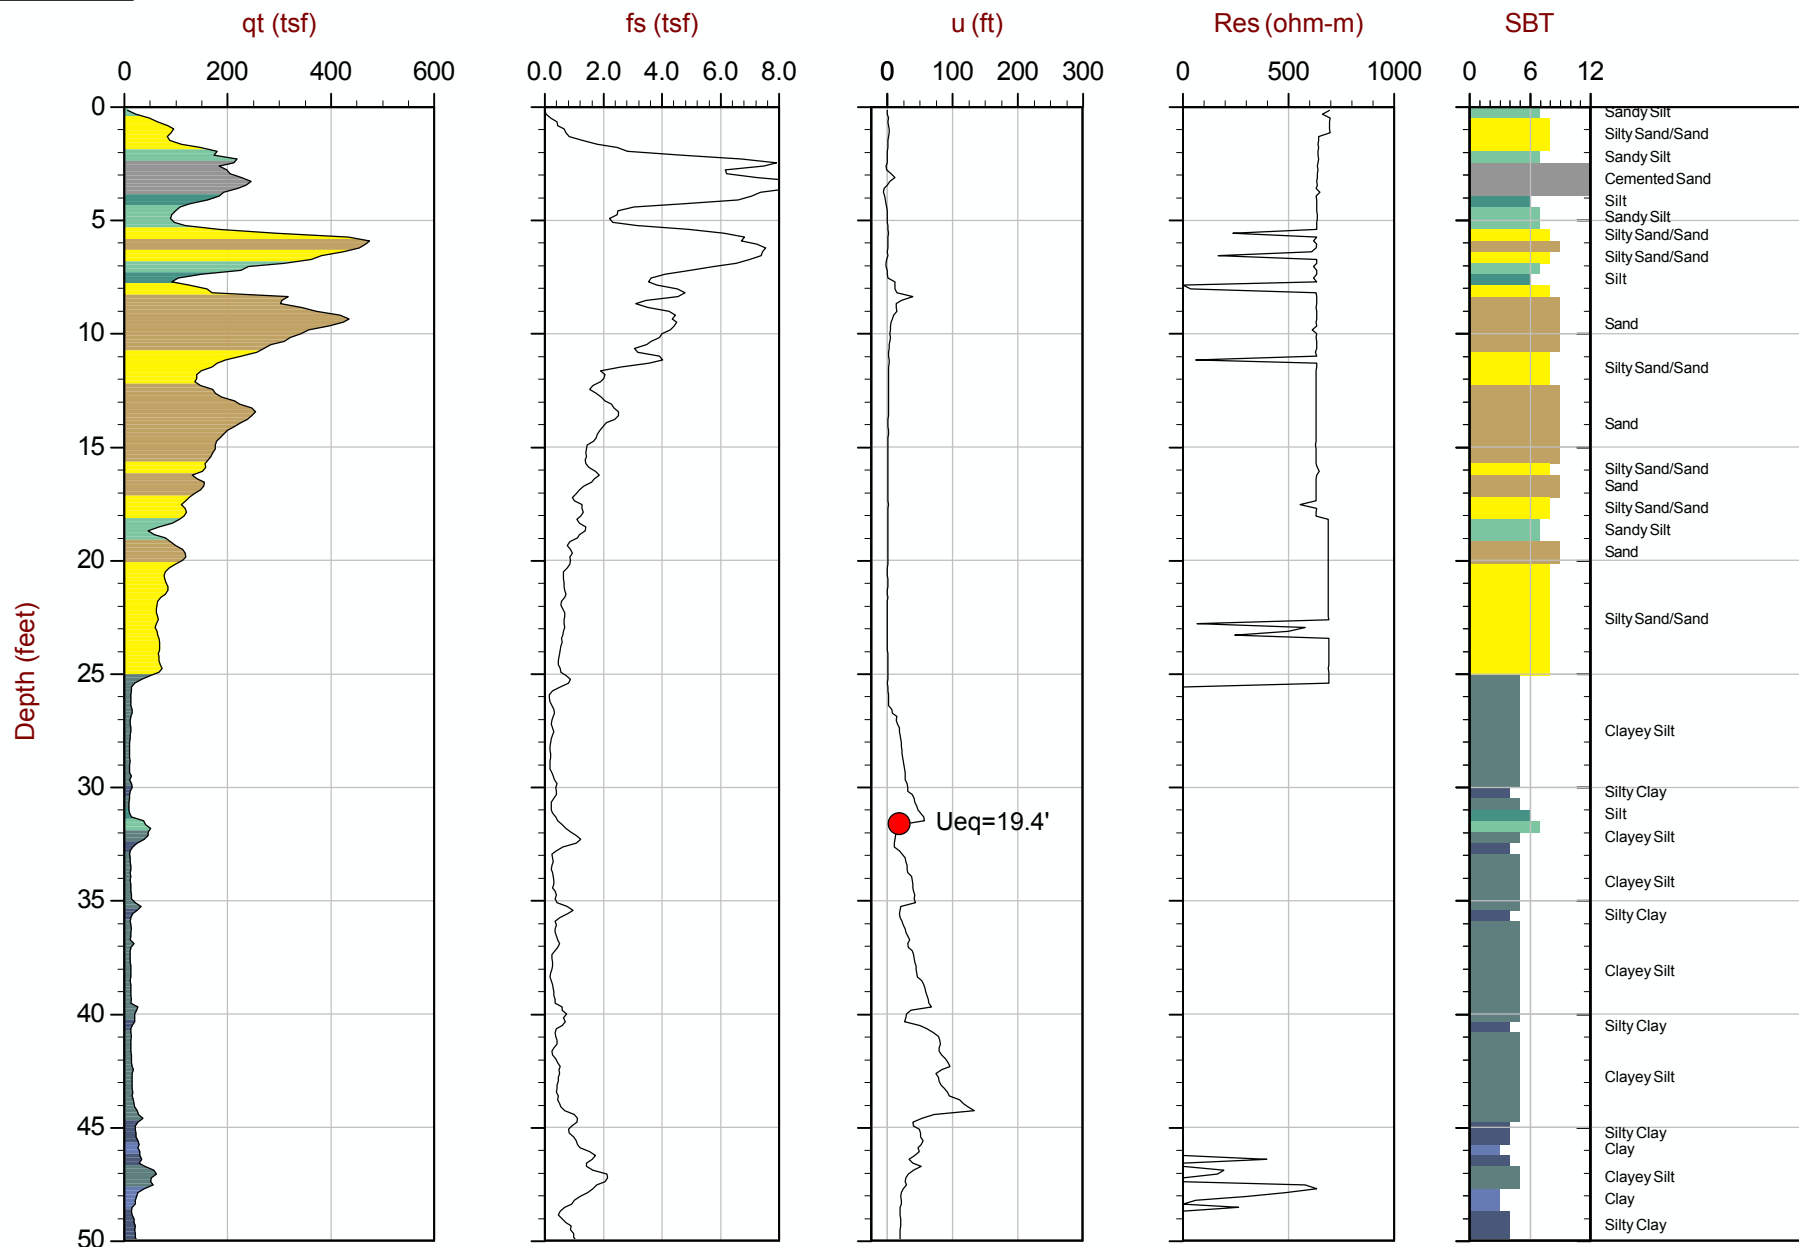 qt (tsf) fs (tsf) u (ft) Res (ohm-m) SBT
0 200 400 600 0.0 2.0 4.0 6.0 8.0 0 100 200 300 0 500 1000 0 6 12
0
Sandy Silt
Silty Sand/Sand
Sandy Silt
Cemented Sand
Silt
5
Sandy Silt
Silty Sand/Sand
Silty Sand/Sand
Silt
Sand
10
Silty Sand/Sand
Sand
15
Silty Sand/Sand
Sand
Silty Sand/Sand
Sandy Silt
Sand
20
Silty Sand/Sand
25
Depth (feet)
Clayey Silt
30
Silty Clay
Silt
Ueq=19.4'
Clayey Silt
Clayey Silt
35
Silty Clay
Clayey Silt
40
Silty Clay
Clayey Silt
45
Silty Clay
Clay
Clayey Silt
Clay
Silty Clay
50